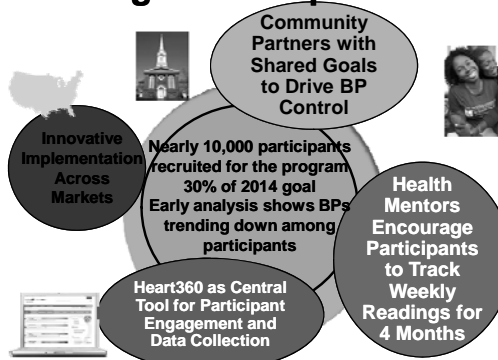 Community
Partners with
Shared Goals
to Drive BP
Control
Innovative
Implementation
Across
Markets
Nearly 10,000 participants
recruited for the program
30% of 2014 goal
Early analysis shows BPs
trending down among
participants
Health
Mentors
Encourage
Participants
to Track
Weekly
Readings for
4 Months
Heart360 as Central
Tool for Participant
Engagement and
Data Collection